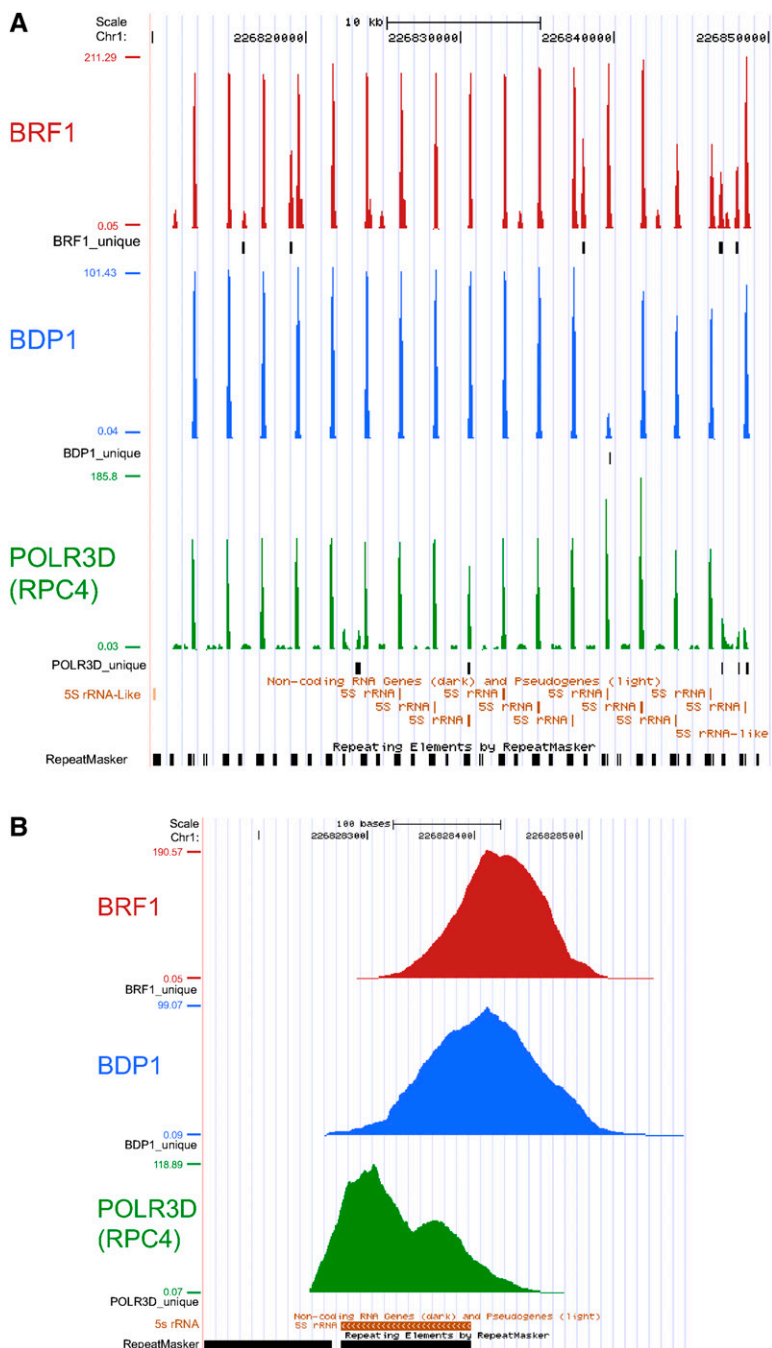 A
Scale
10 kb
Chr1:
226820000
226830000
226840000
226850000
211.29
BRF1
0.05
BRF1_unique
101.43
BDP1
0.04
BDP1_unique
185.8
POLR3D
(RPC4)
0.03
POLR3D_unique
Non-coding RNA Genes (dark) and Pseudogenes (light)
5S rRNA-Like
5S rRNA
5S rRNA
5S rRNA
5S rRNA
5S rRNA
5S rRNA
5S rRNA
5S rRNA
5S rRNA
5S rRNA
5S rRNA
5S rRNA-like
Repeating Elements by RepeatMasker
RepeatMasker
B
Scale
100 bases
Chr1:
226828300
226828400
226828500
190.57
BRF1
0.05
BRF1_unique
99.07
BDP1
0.09
BDP1_unique
118.89
POLR3D
(RPC4)
0.07
POLR3D_unique
Non-coding RNA Genes (dark) and Pseudogenes (light)
5s rRNA
5S rRNA
Repeating Elements by RepeatMasker
RepeatMasker